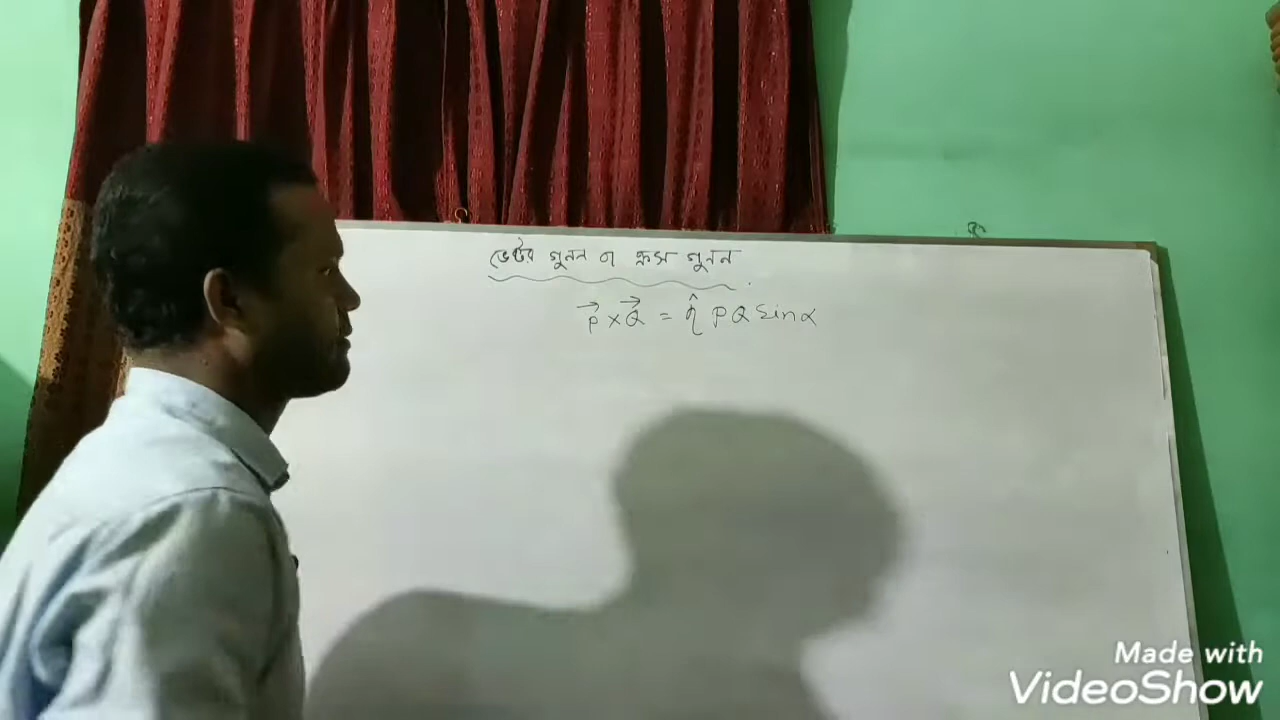 ভেক্টর গুনন বা ক্রস গুনন
P⃗ × Q⃗ = η̂ PQ sinα
Made with
VideoShow